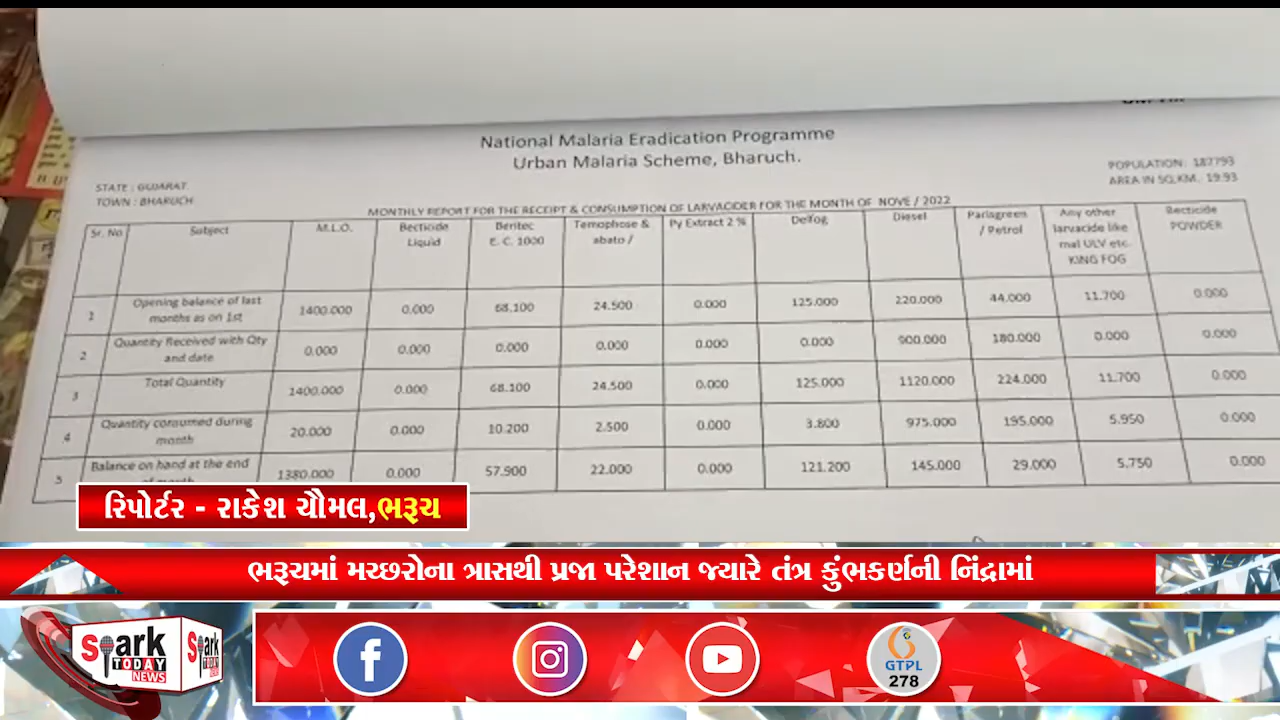 National Malaria Eradication Programme
Urban Malaria Scheme, Bharuch.
STATE : GUJARAT.
TOWN : BHARUCH
POPULATION: 187793
AREA IN SQ.KM. 19.93
MONTHLY REPORT FOR THE RECEIPT & CONSUMPTION OF LARVACIDER FOR THE MONTH OF NOVE / 2022
Sr. No Subject M.L.O. Becticide Liquid Beritec E. C. 1000 Temophose & abato / Py Extract 2 % Delfog Diesel Parisgreen / Petrol Any other larvacide like mal ULV etc. KING FOG Becticide POWDER
1 Opening balance of last months as on 1st 1400.000 0.000 68.100 24.500 0.000 125.000 220.000 44.000 11.700 0.000
2 Quantity Received with Qty and date 0.000 0.000 0.000 0.000 0.000 0.000 900.000 180.000 0.000 0.000
3 Total Quantity 1400.000 0.000 68.100 24.500 0.000 125.000 1120.000 224.000 11.700 0.000
4 Quantity consumed during month 20.000 0.000 10.200 2.500 0.000 3.800 975.000 195.000 5.950 0.000
5 Balance on hand at the end of month 1380.000 0.000 57.900 22.000 0.000 121.200 145.000 29.000 5.750 0.000
રિપોર્ટર - રાકેશ ચૌમલ,ભરૂચ
ભરૂચમાં મચ્છરોના ત્રાસથી પ્રજા પરેશાન જ્યારે તંત્ર કુંભકર્ણની નિંદ્રામાં
Spark
TODAY
NEWS
Spark
TODAY
GTPL
278